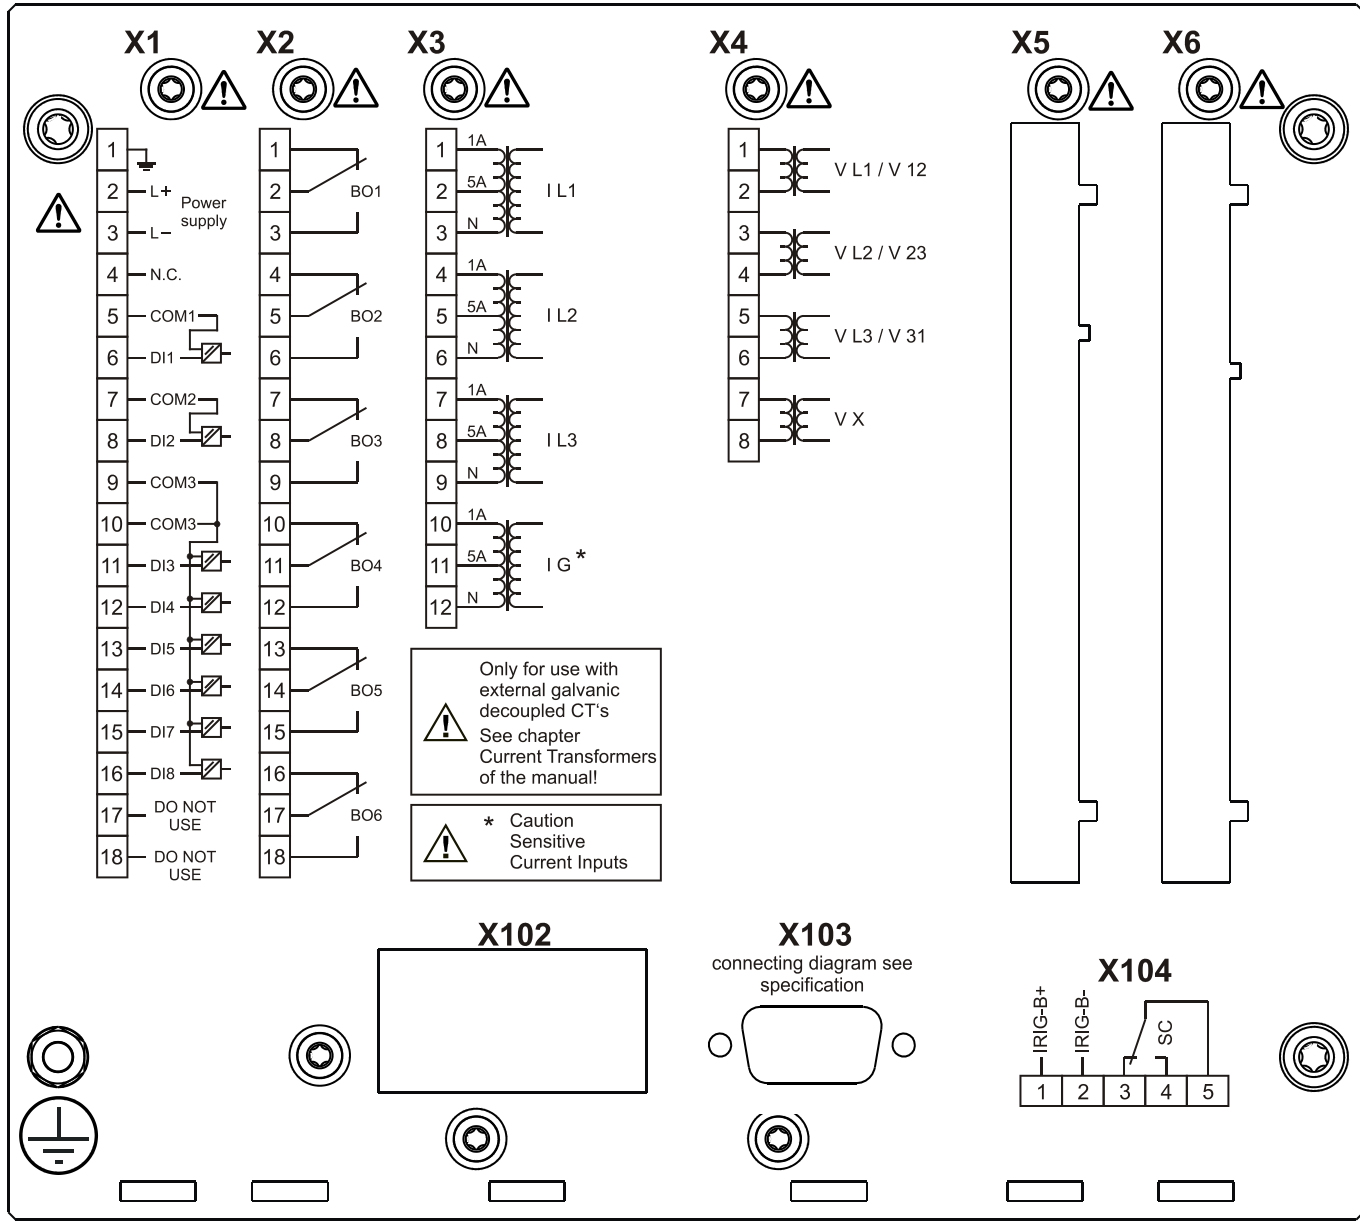 X1
X2
X3
X4
X5
X6
1
2 L+
3 L–
Power
supply
4 N.C.
5 COM1
6 DI1
7 COM2
8 DI2
9 COM3
10 COM3
11 DI3
12 DI4
13 DI5
14 DI6
15 DI7
16 DI8
17 DO NOT
USE
18 DO NOT
USE
1
2 BO1
3
4
5 BO2
6
7
8 BO3
9
10
11 BO4
12
13
14 BO5
15
16
17 BO6
18
1 1A
2 5A I L1
3 N
4 1A
5 5A I L2
6 N
7 1A
8 5A I L3
9 N
10 1A
11 5A I G *
12 N
Only for use with
external galvanic
decoupled CT‘s
See chapter
Current Transformers
of the manual!
* Caution
Sensitive
Current Inputs
1
V L1 / V 12
2
3
V L2 / V 23
4
5
V L3 / V 31
6
7
V X
8
X102
X103
connecting diagram see
specification
X104
IRIG-B+
IRIG-B-
SC
1 2 3 4 5